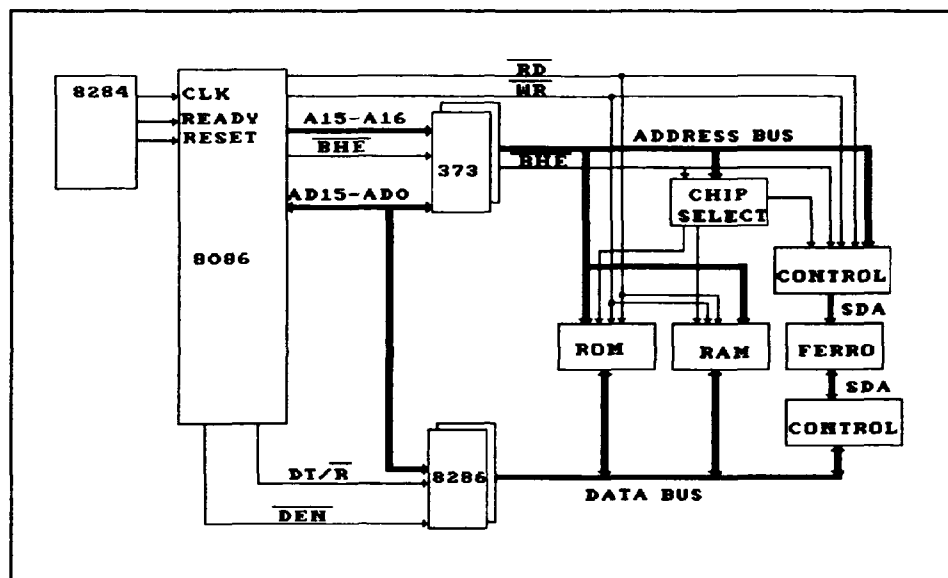 RD
WR
8284
CLK
READY
RESET
A15-A16
BHE
AD15-AD0
8086
373
ADDRESS BUS
BHE
CHIP
SELECT
CONTROL
SDA
ROM
RAM
FERRO
SDA
CONTROL
DT/R
8286
DATA BUS
DEN